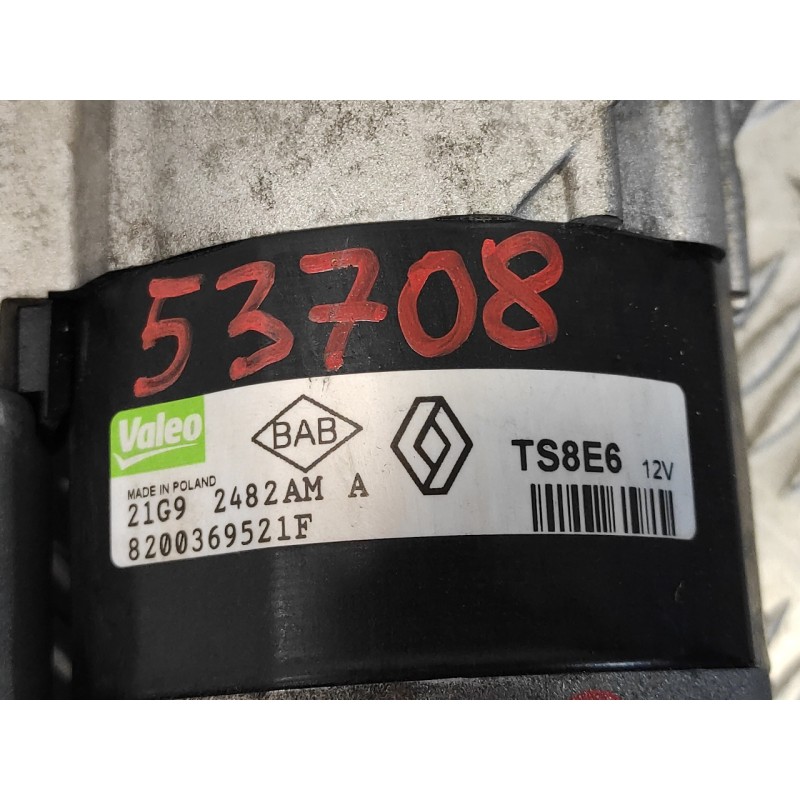 53708
Valeo
BAB
TS8E6 12V
MADE IN POLAND
21G9 2482AM A
8200369521F